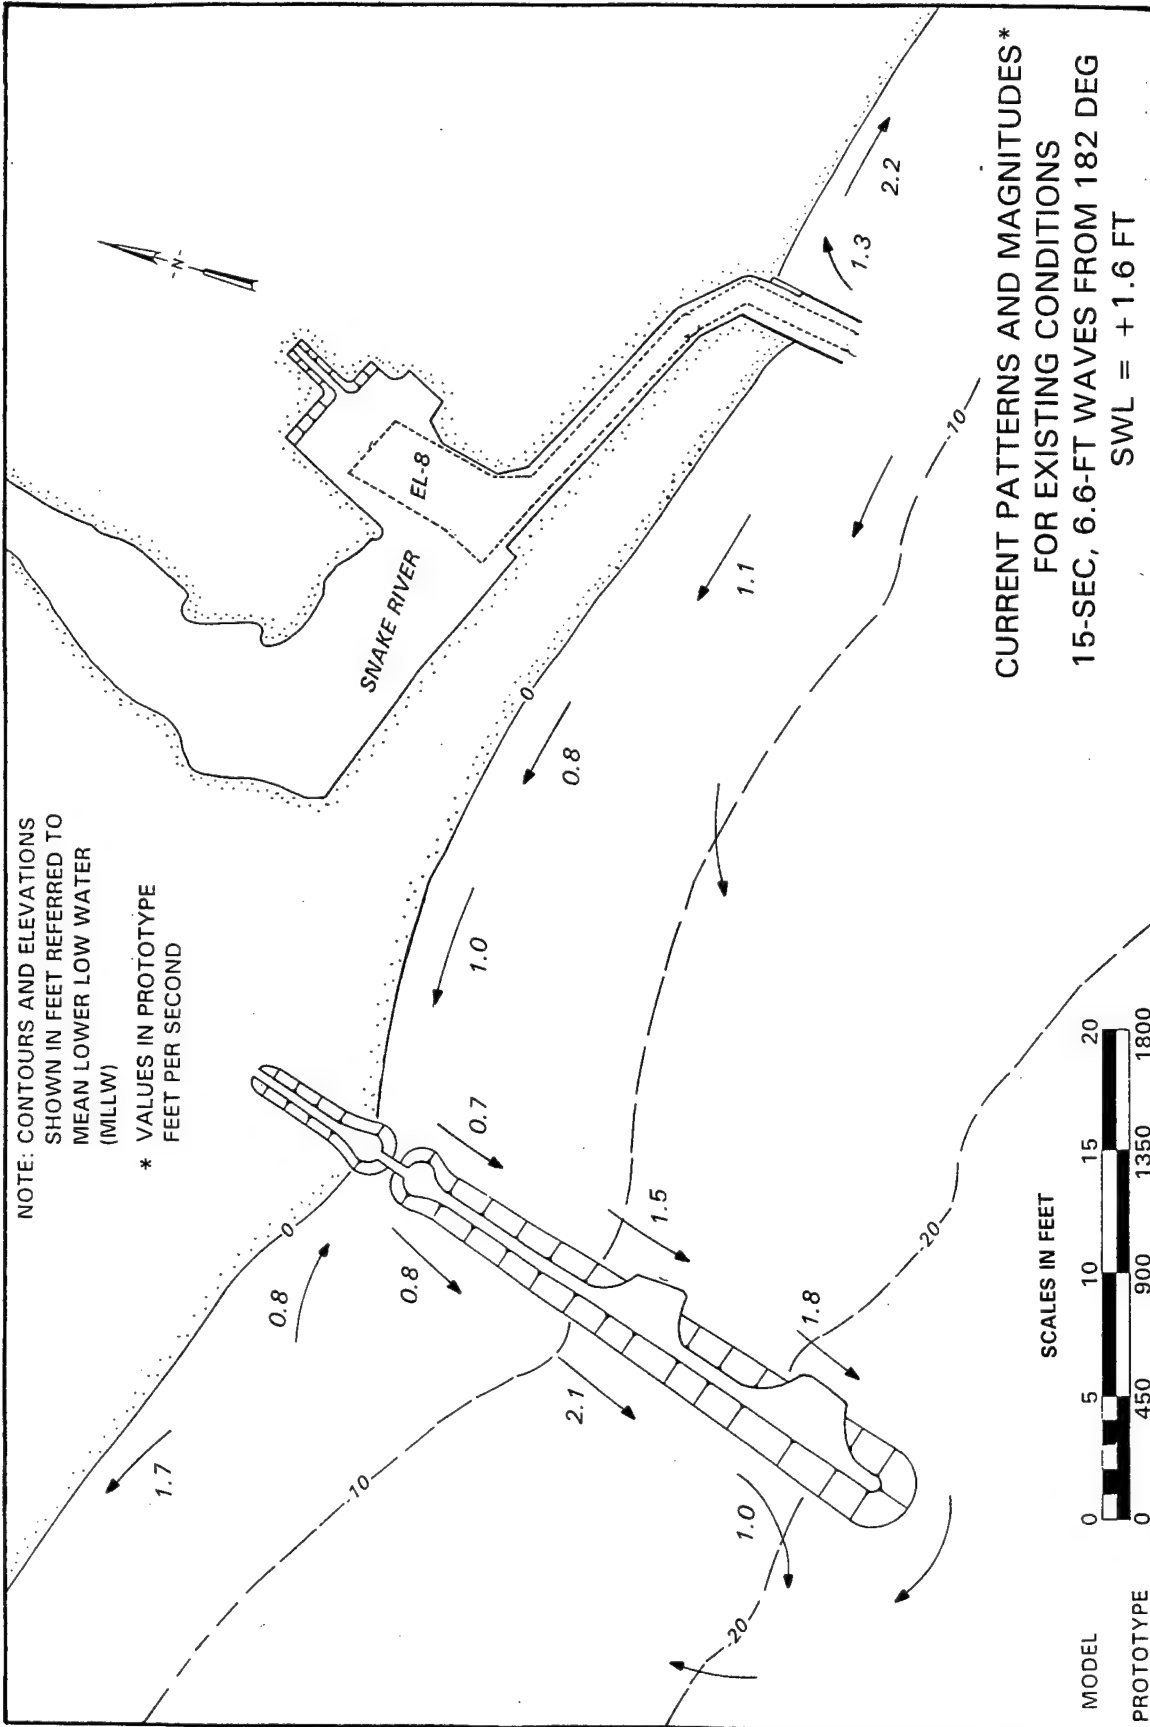 NOTE: CONTOURS AND ELEVATIONS
SHOWN IN FEET REFERRED TO
MEAN LOWER LOW WATER
(MLLW)
* VALUES IN PROTOTYPE
FEET PER SECOND
-N-
SNAKE RIVER
EL-8
0
0
-10
-10
-20
-20
1.7
0.8
0.8
2.1
1.0
0.7
1.5
1.8
1.0
0.8
1.1
1.3
2.2
SCALES IN FEET
MODEL 0 5 10 15 20
PROTOTYPE 0 450 900 1350 1800
CURRENT PATTERNS AND MAGNITUDES*
FOR EXISTING CONDITIONS
15-SEC, 6.6-FT WAVES FROM 182 DEG
SWL = +1.6 FT